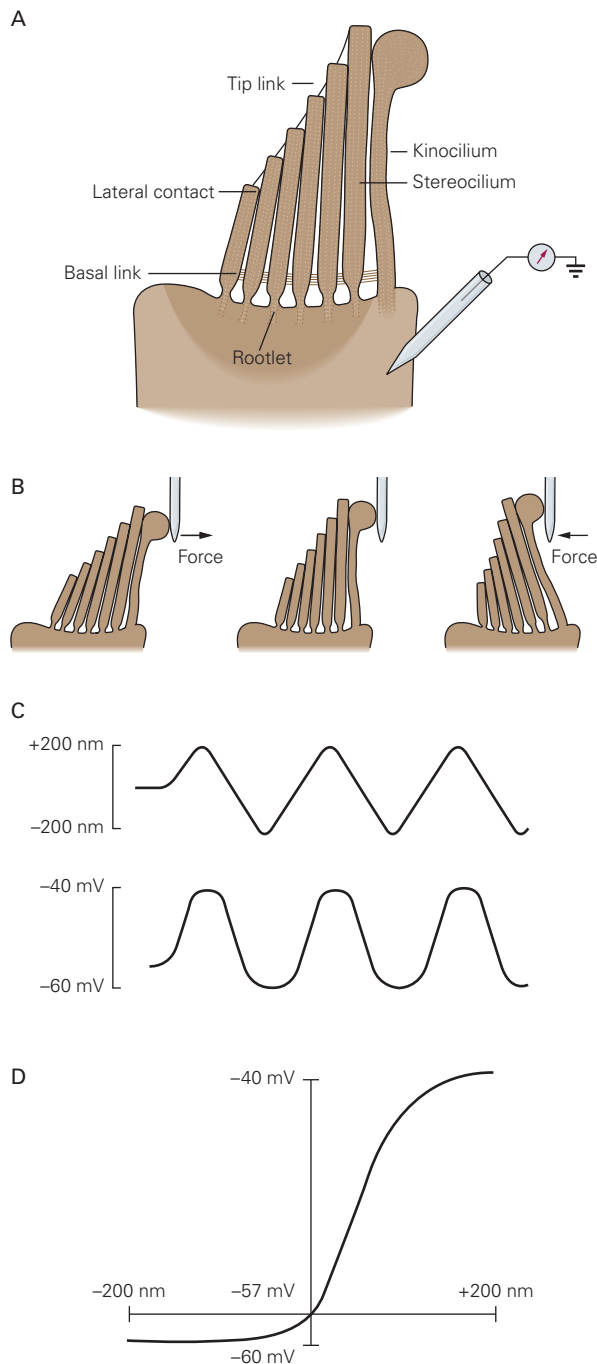 A
Tip link
Kinocilium
Stereocilium
Lateral contact
Basal link
Rootlet
B
Force
Force
C
+200 nm
–200 nm
–40 mV
–60 mV
D
–40 mV
–200 nm
–57 mV
+200 nm
–60 mV